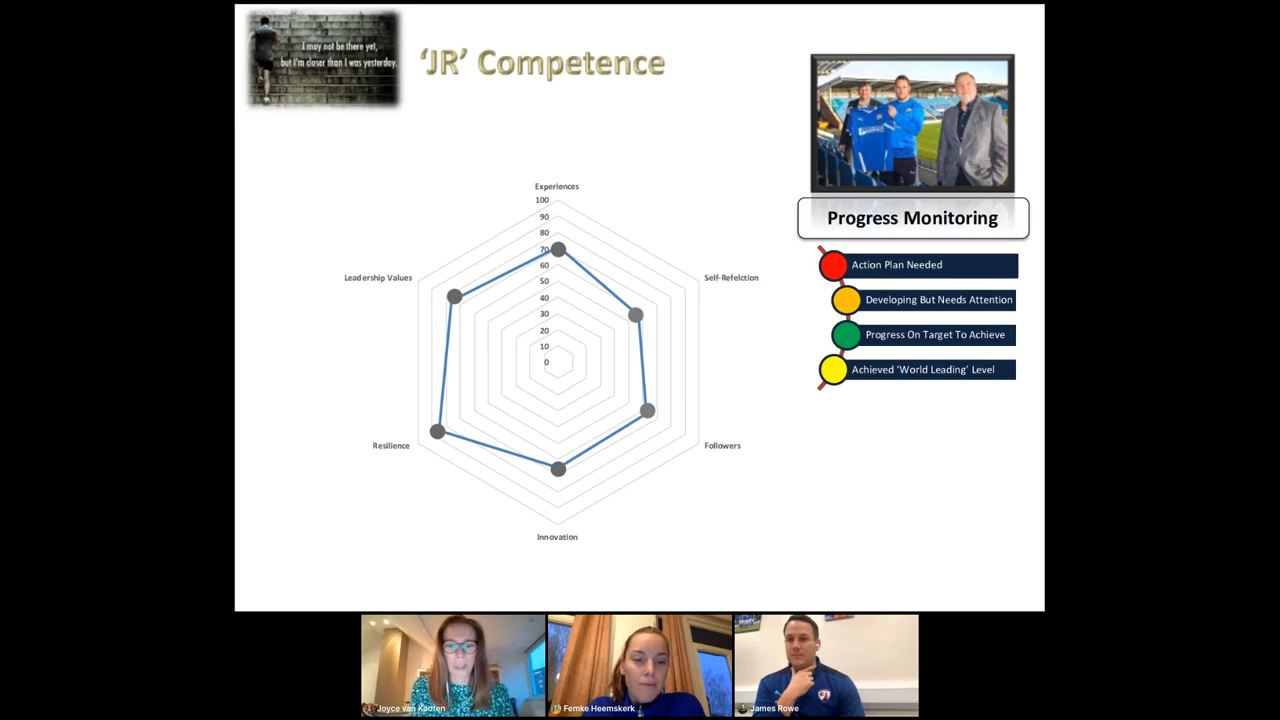 I may not be there yet,
but I'm closer than I was yesterday.
'JR' Competence
Experiences
100
90
80
70
60
50
40
30
20
10
0
Leadership Values
Self-Refelction
Resilience
Followers
Innovation
Progress Monitoring
Action Plan Needed
Developing But Needs Attention
Progress On Target To Achieve
Achieved 'World Leading' Level
Joyce van Kooten
Femke Heemskerk
James Rowe